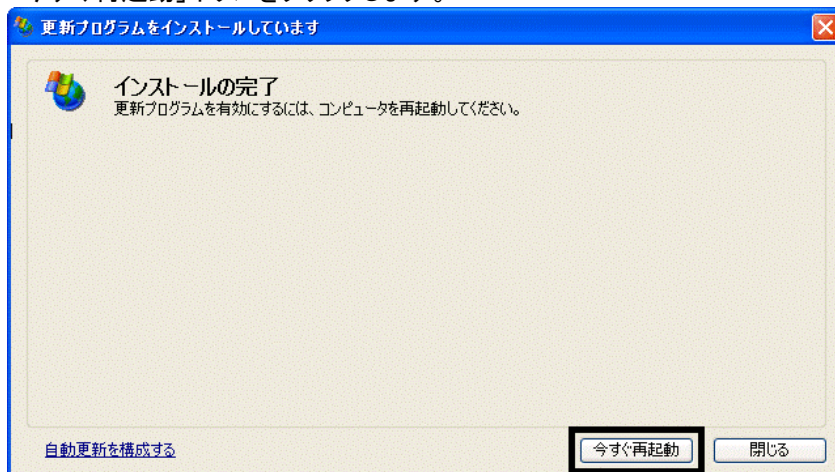 更新プログラムをインストールしています
インストールの完了
更新プログラムを有効にするには、コンピュータを再起動してください。
自動更新を構成する
今すぐ再起動
閉じる